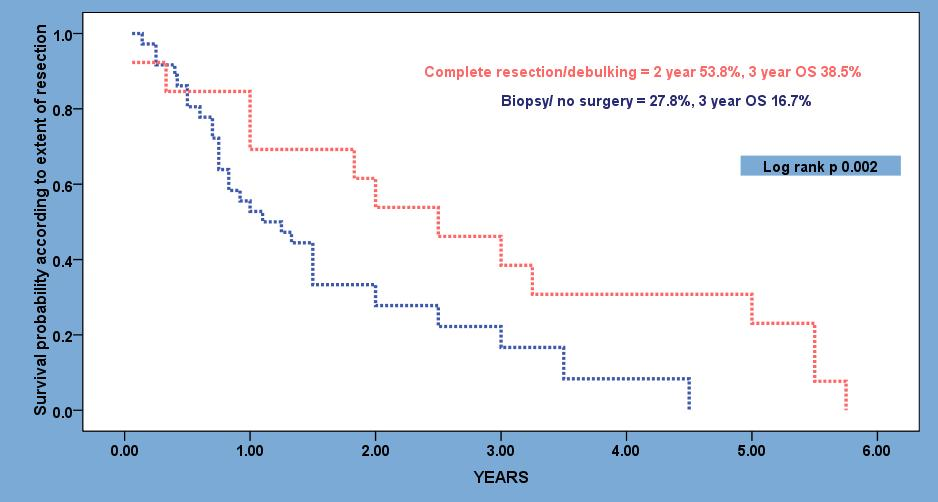 Survival probability according to extent of resection
1.0
0.8
0.6
0.4
0.2
0.0
Complete resection/debulking = 2 year 53.8%, 3 year OS 38.5%
Biopsy/ no surgery = 27.8%, 3 year OS 16.7%
Log rank p 0.002
0.00 1.00 2.00 3.00 4.00 5.00 6.00
YEARS